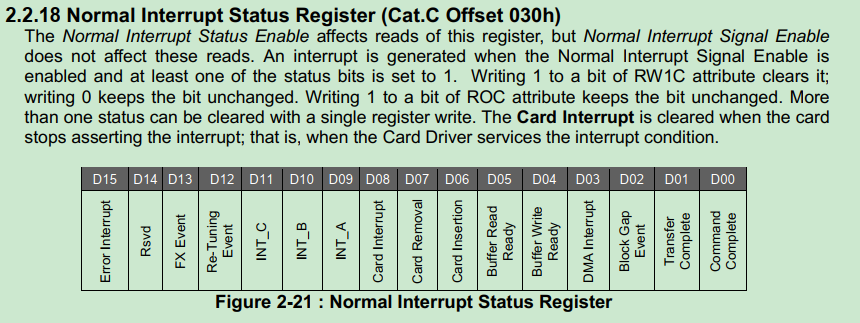 2.2.18 Normal Interrupt Status Register (Cat.C Offset 030h)
The Normal Interrupt Status Enable affects reads of this register, but Normal Interrupt Signal Enable
does not affect these reads. An interrupt is generated when the Normal Interrupt Signal Enable is
enabled and at least one of the status bits is set to 1. Writing 1 to a bit of RW1C attribute clears it;
writing 0 keeps the bit unchanged. Writing 1 to a bit of ROC attribute keeps the bit unchanged. More
than one status can be cleared with a single register write. The Card Interrupt is cleared when the card
stops asserting the interrupt; that is, when the Card Driver services the interrupt condition.
D15 D14 D13 D12 D11 D10 D09 D08 D07 D06 D05 D04 D03 D02 D01 D00
Error Interrupt
Rsvd
FX Event
Re-Tuning
Event
INT_C
INT_B
INT_A
Card Interrupt
Card Removal
Card Insertion
Buffer Read
Ready
Buffer Write
Ready
DMA Interrupt
Block Gap
Event
Transfer
Complete
Command
Complete
Figure 2-21 : Normal Interrupt Status Register